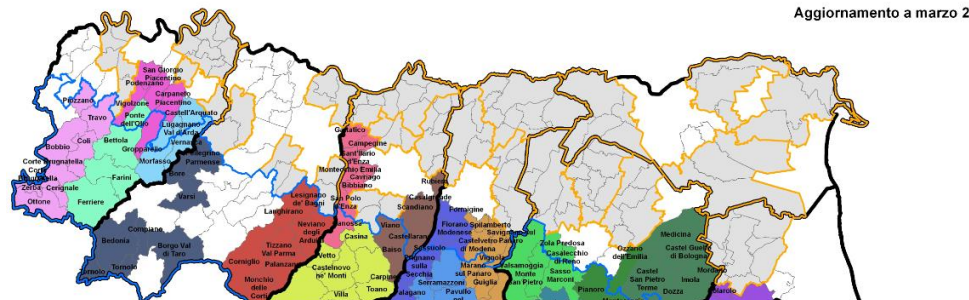 Aggiornamento a marzo 2
San Giorgio
Piacentino
Podenzano
Carpaneto
Piacentino
Vigolzone
Piozzano
Travo
Ponte
dell'Olio
Castell'Arquato
Lugagnano
Val d'Arda
Vernasca
Bettola
Gropparello
Coli
Bobbio
Morfasso
Pellegrino
Parmense
Bore
Farini
Cerignale
Zerba
Ottone
Ferriere
Varsi
Compiano
Bedonia
Borgo Val
di Taro
Tornolo
Gattatico
Campegine
Sant'Ilario
d'Enza
Montecchio Emilia
Cavriago
Bibbiano
San Polo
d'Enza
Canossa
Lesignano
de' Bagni
Langhirano
Neviano
degli
Arduini
Tizzano
Val Parma
Palanzano
Corniglio
Monchio
delle
Corti
Rubiera
Casalgrande
Scandiano
Viano
Castellarano
Baiso
Casina
Vetto
Castelnovo
ne' Monti
Carpineti
Toano
Villa
Formigine
Fiorano
Modenese
Sassuolo
Spilamberto
Castelvetro
di Modena
Vignola
Marano
sul Panaro
Guiglia
Prignano
sulla
Secchia
Serramazzoni
Pavullo
nel
Palagano
Valsamoggia
Monte
San Pietro
Zola Predosa
Casalecchio
di Reno
Sasso
Marconi
Pianoro
Ozzano
dell'Emilia
Medicina
Castel Guelfo
di Bologna
Castel
San Pietro
Terme
Imola
Dozza
Mordano